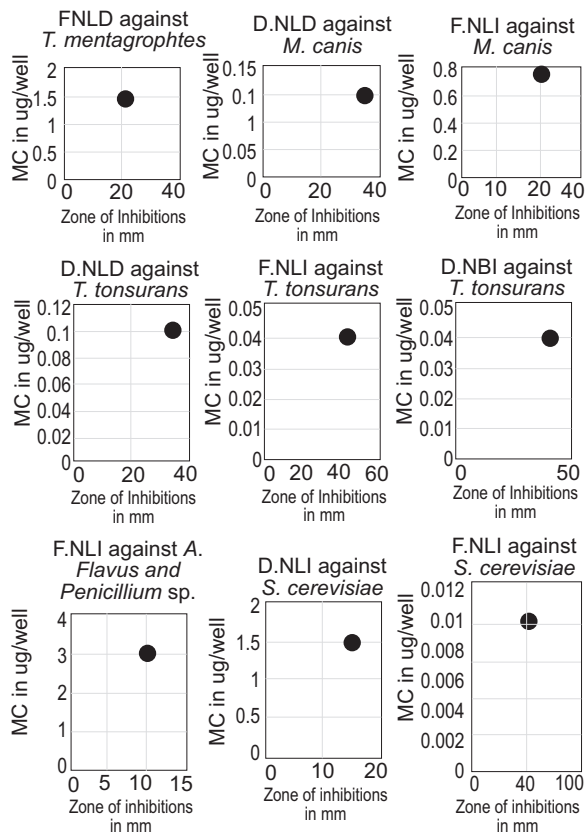 FNLD against
T. mentagrophtes
MC in ug/well
2
1.5
1
0.5
0
0 20 40
Zone of Inhibitions
in mm
D.NLD against
M. canis
MC in ug/well
0.15
0.1
0.05
0
0 20 40
Zone of Inhibitions
in mm
F.NLI against
M. canis
MC in ug/well
0.8
0.6
0.4
0.2
0
0 10 20 40
Zone of Inhibitions
in mm
D.NLD against
T. tonsurans
MC in ug/well
0.12
0.1
0.08
0.06
0.02
0
0 20 40
Zone of Inhibitions
in mm
F.NLI against
T. tonsurans
MC in ug/well
0.05
0.04
0.03
0.02
0.01
0
0 20 40 60
Zone of Inhibitions
in mm
D.NBI against
T. tonsurans
MC in ug/well
0.05
0.04
0.03
0.02
0.01
0
0 50
Zone of Inhibitions
in mm
F.NLI against A.
Flavus and
Penicillium sp.
MC in ug/well
4
3
2
1
0
0 5 10 15
Zone of inhibitions
in mm
D.NLI against
S. cerevisiae
MC in ug/well
2
1.5
1
0.5
0
0 10 20
Zone of inhibitions
in mm
F.NLI against
S. cerevisiae
MC in ug/well
0.012
0.01
0.008
0.006
0.004
0.002
0
0 40 100
Zone of inhibitions
in mm